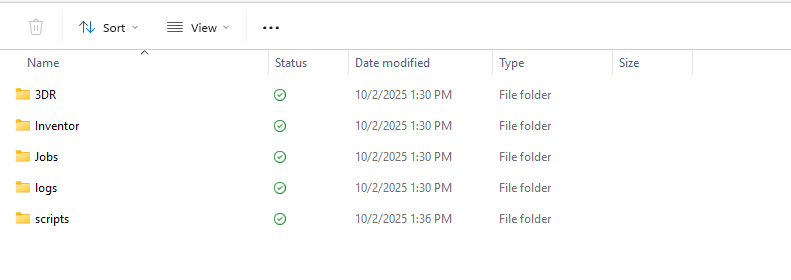 Sort View ...
Name Status Date modified Type Size
3DR 10/2/2025 1:30 PM File folder
Inventor 10/2/2025 1:30 PM File folder
Jobs 10/2/2025 1:30 PM File folder
logs 10/2/2025 1:30 PM File folder
scripts 10/2/2025 1:36 PM File folder